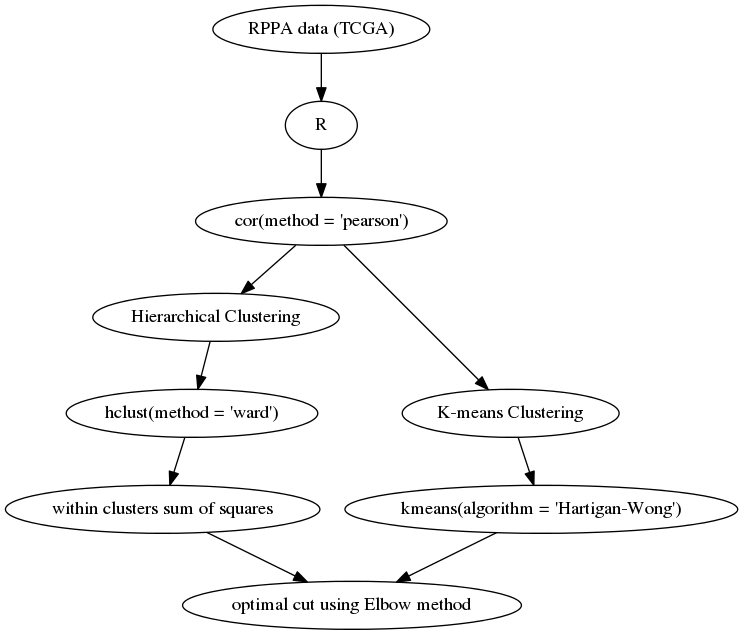 RPPA data (TCGA)
R
cor(method = 'pearson')
Hierarchical Clustering
hclust(method = 'ward')
K-means Clustering
within clusters sum of squares
kmeans(algorithm = 'Hartigan-Wong')
optimal cut using Elbow method